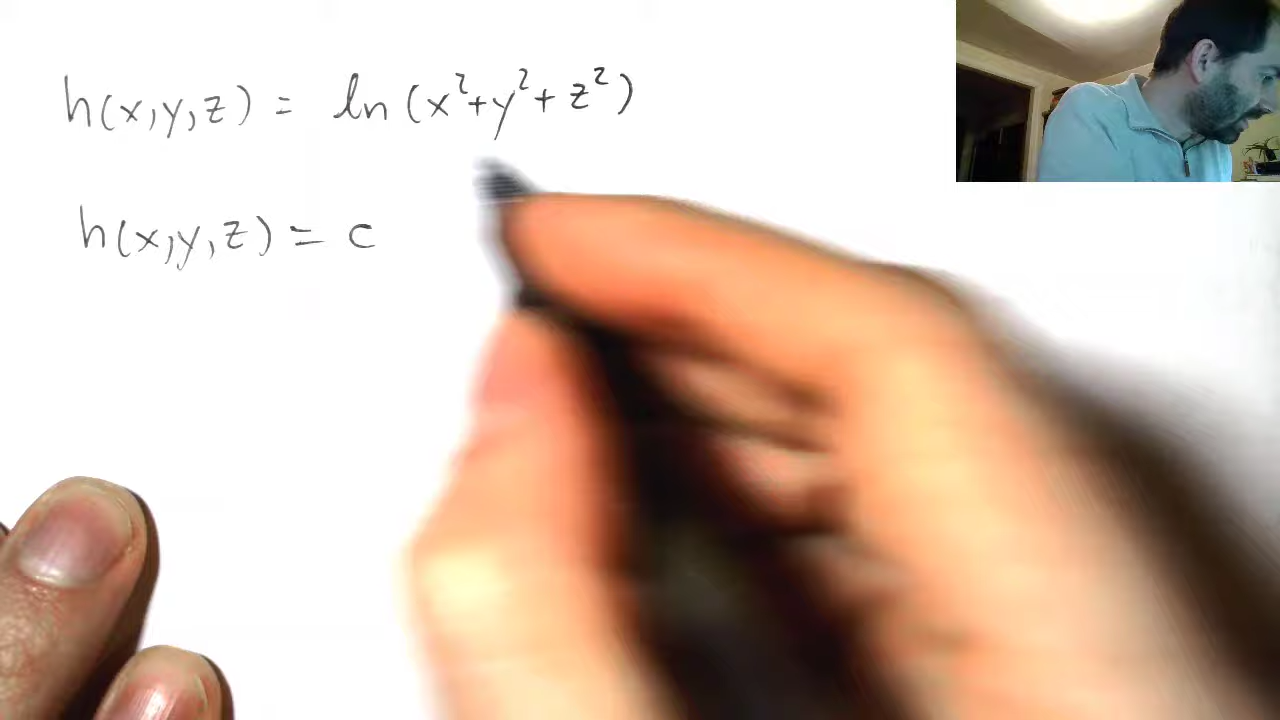 h(x,y,z) = ln(x²+y²+z²)
h(x,y,z) = c